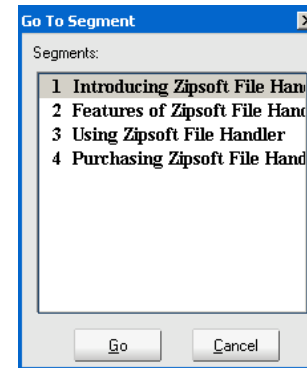 Go To Segment
Segments:
1 Introducing Zipsoft File Han
2 Features of Zipsoft File Hand
3 Using Zipsoft File Handler
4 Purchasing Zipsoft File Hand
Go Cancel